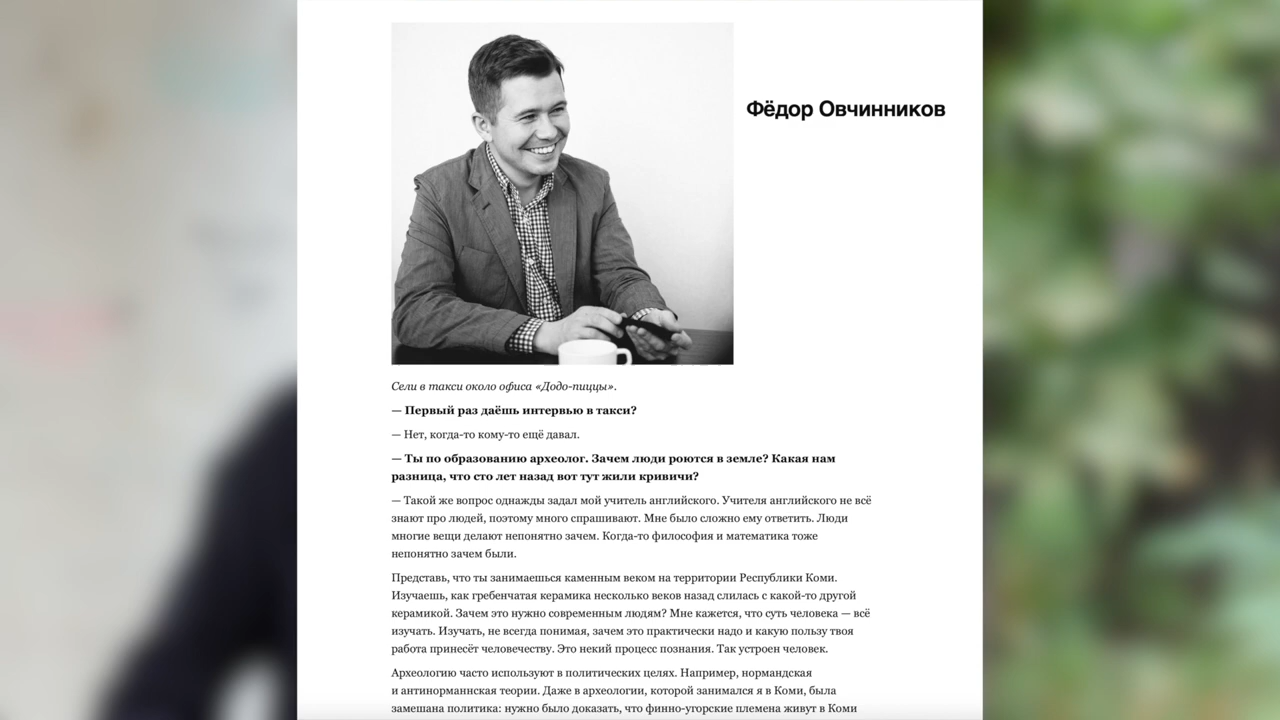 Фёдор Овчинников
Сели в такси около офиса «Додо-пиццы».
— Первый раз даёшь интервью в такси?
— Нет, когда-то кому-то ещё давал.
— Ты по образованию археолог. Зачем люди роются в земле? Какая нам
разница, что сто лет назад вот тут жили кривичи?
— Такой же вопрос однажды задал мой учитель английского. Учителя английского не всё
знают про людей, поэтому много спрашивают. Мне было сложно ему ответить. Люди
многие вещи делают непонятно зачем. Когда-то философия и математика тоже
непонятно зачем были.
Представь, что ты занимаешься каменным веком на территории Республики Коми.
Изучаешь, как гребенчатая керамика несколько веков назад слилась с какой-то другой
керамикой. Зачем это нужно современным людям? Мне кажется, что суть человека — всё
изучать. Изучать, не всегда понимая, зачем это практически надо и какую пользу твоя
работа принесёт человечеству. Это некий процесс познания. Так устроен человек.
Археологию часто используют в политических целях. Например, нормандская
и антинорманнская теории. Даже в археологии, которой занимался я в Коми, была
замешана политика: нужно было доказать, что финно-угорские племена живут в Коми